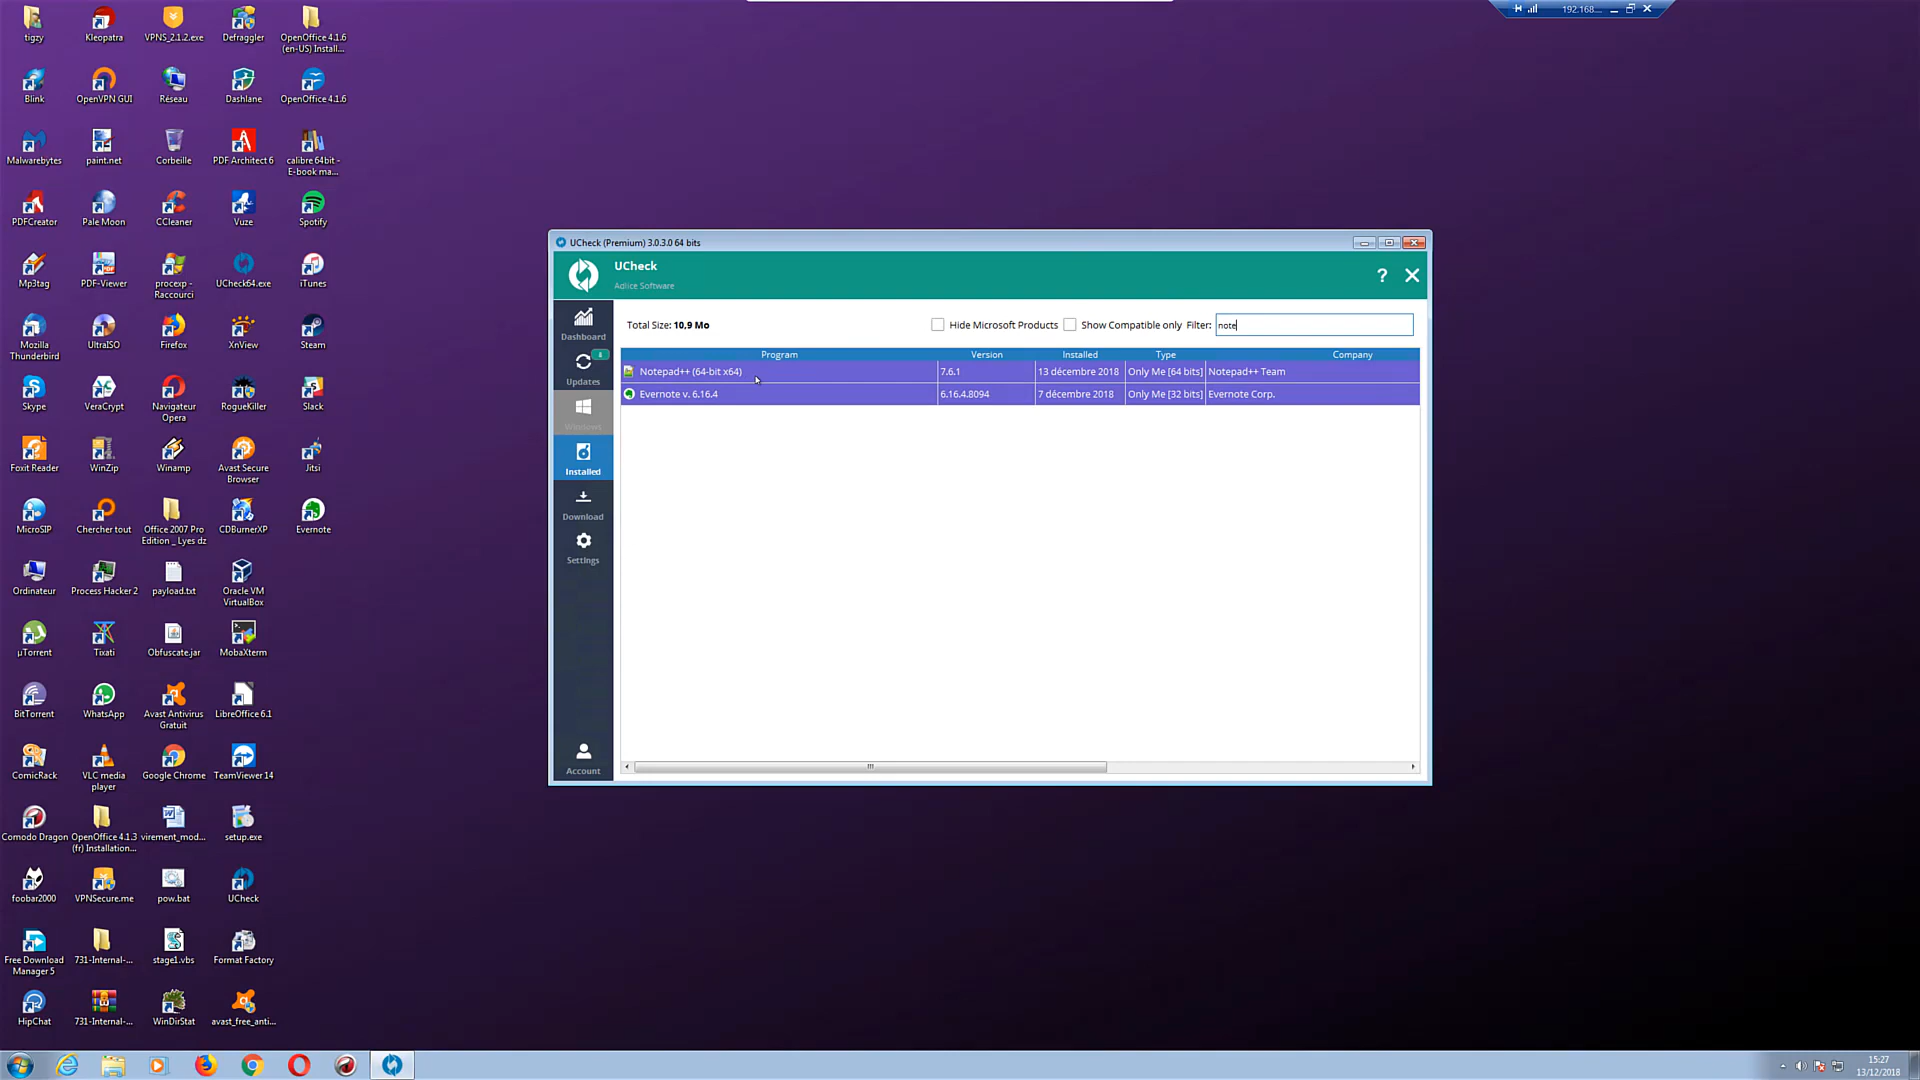 tigzy
Kleopatra
VPNS_2.1.2.exe
Defraggler
OpenOffice 4.1.6
(en-US) Install...
192.168....
Blink
OpenVPN GUI
Réseau
Dashlane
OpenOffice 4.1.6
Malwarebytes
paint.net
Corbeille
PDF Architect 6
calibre 64bit -
E-book ma...
PDFCreator
Pale Moon
CCleaner
Vuze
Spotify
Mp3tag
PDF-Viewer
procexp -
Raccourci
UCheck64.exe
iTunes
Mozilla
Thunderbird
UltraISO
Firefox
XnView
Steam
Skype
VeraCrypt
Navigateur
Opera
RogueKiller
Slack
Foxit Reader
WinZip
Winamp
Avast Secure
Browser
Jitsi
MicroSIP
Chercher tout
Office 2007 Pro
Edition _ Lyes dz
CDBurnerXP
Evernote
Ordinateur
Process Hacker 2
payload.txt
Oracle VM
VirtualBox
µTorrent
Tixati
Obfuscate.jar
MobaXterm
BitTorrent
WhatsApp
Avast Antivirus
Gratuit
LibreOffice 6.1
ComicRack
VLC media
player
Google Chrome
TeamViewer 14
Comodo Dragon
OpenOffice 4.1.3
(fr) Installation...
virement_mod...
setup.exe
foobar2000
VPNSecure.me
pow.bat
UCheck
Free Download
Manager 5
731-Internal-...
stage1.vbs
Format Factory
HipChat
731-Internal-...
WinDirStat
avast_free_anti...
UCheck (Premium) 3.0.3.0 64 bits
UCheck
Adlice Software
?
Dashboard
Updates
Windows
Installed
Download
Settings
Account
Total Size: 10,9 Mo
Hide Microsoft Products
Show Compatible only
Filter:
note
Program
Version
Installed
Type
Company
Notepad++ (64-bit x64)
7.6.1
13 décembre 2018
Only Me [64 bits]
Notepad++ Team
Evernote v. 6.16.4
6.16.4.8094
7 décembre 2018
Only Me [32 bits]
Evernote Corp.
15:27
13/12/2018